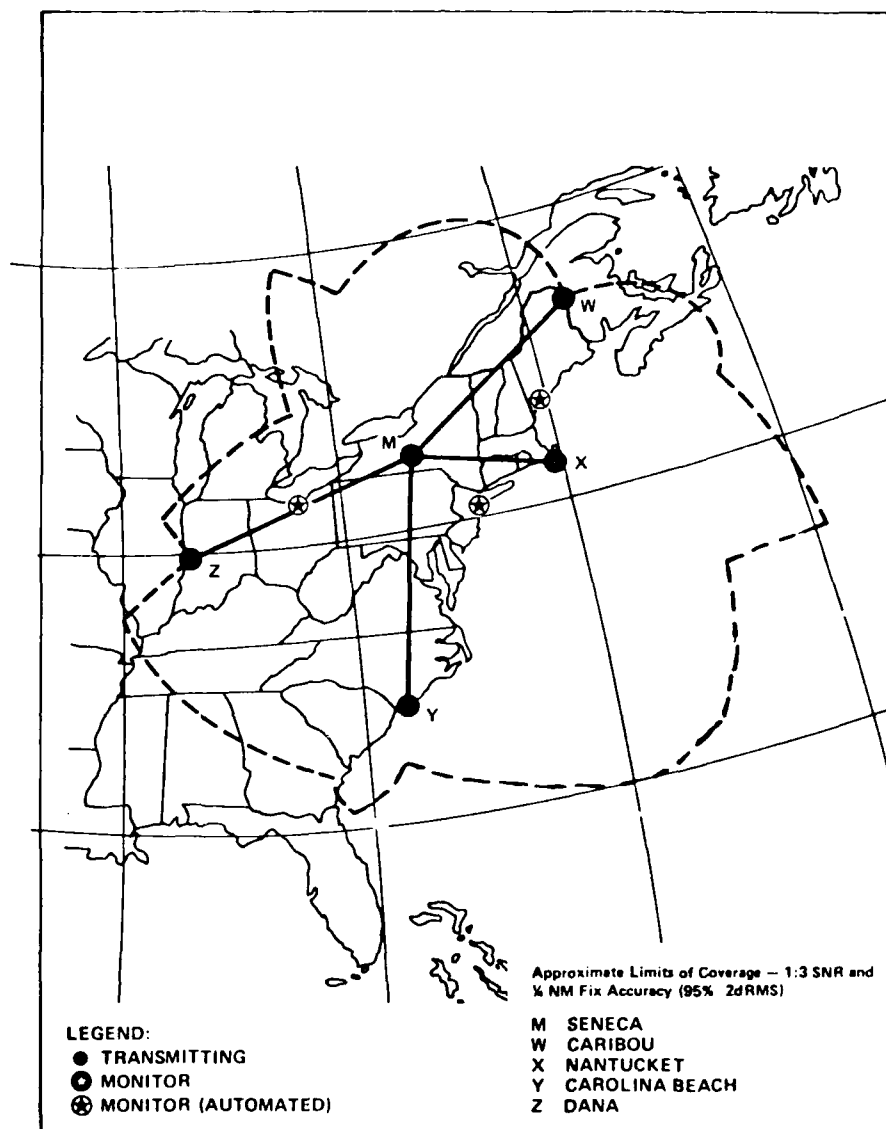 W
M
X
Z
Y
Approximate Limits of Coverage — 1:3 SNR and
¼ NM Fix Accuracy (95% 2dRMS)
LEGEND:
TRANSMITTING
MONITOR
MONITOR (AUTOMATED)
M SENECA
W CARIBOU
X NANTUCKET
Y CAROLINA BEACH
Z DANA